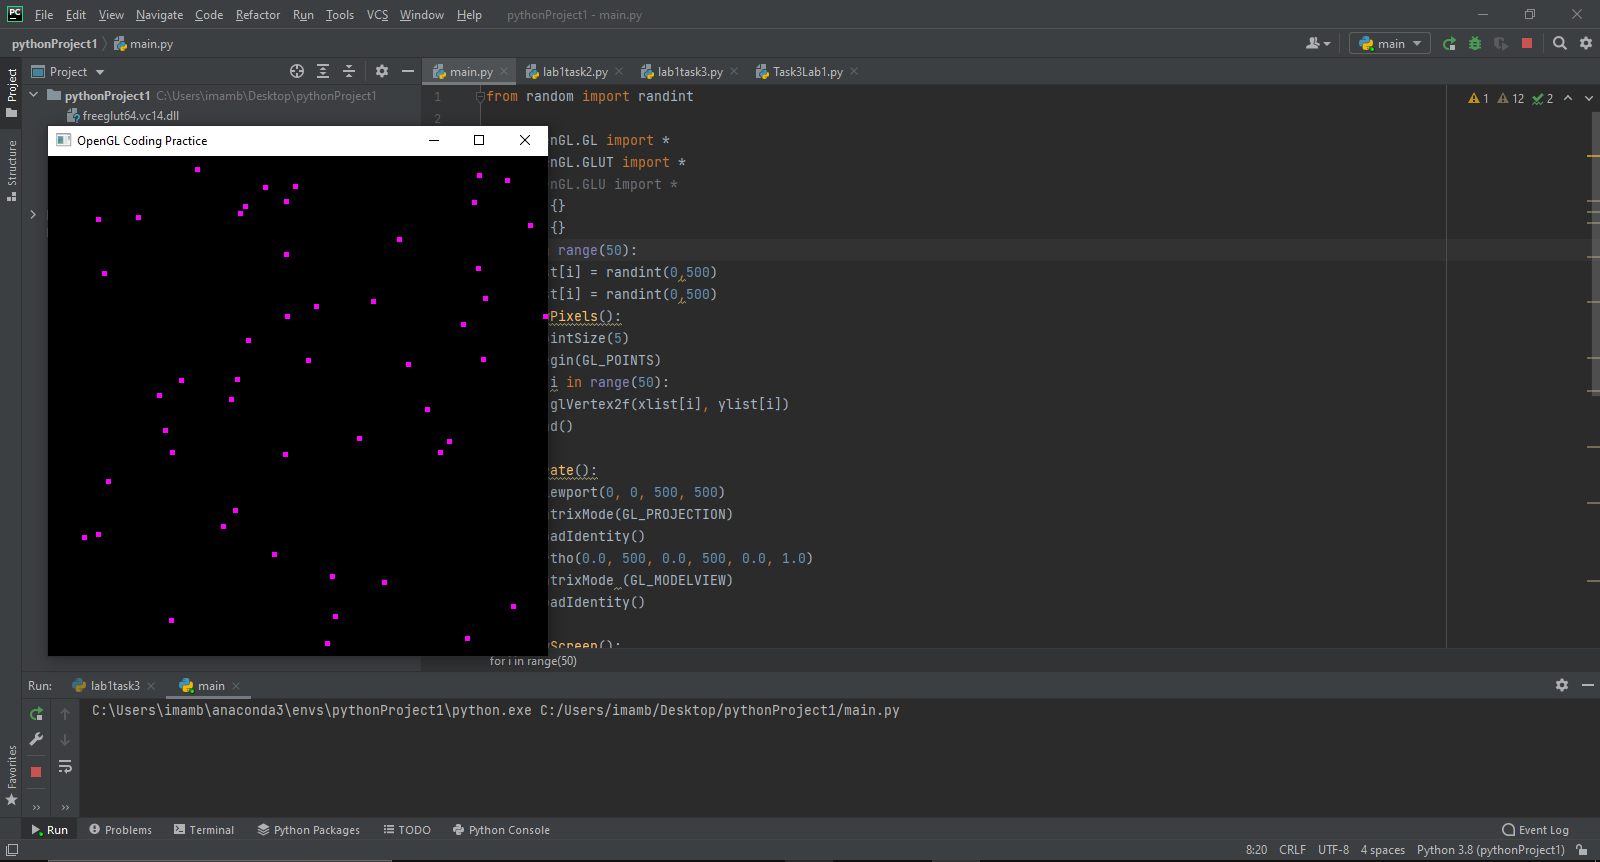 PC File Edit View Navigate Code Refactor Run Tools VCS Window Help pythonProject1 - main.py
pythonProject1 main.py main
Project main.py lab1task2.py lab1task3.py Task3Lab1.py
Project
Structure
Favorites
pythonProject1 C:\Users\imamb\Desktop\pythonProject1
freeglut64.vc14.dll
OpenGL Coding Practice
1 from random import randint
1 12 2
2
nGL.GL import *
nGL.GLUT import *
nGL.GLU import *
{}
{}
range(50):
t[i] = randint(0,500)
t[i] = randint(0,500)
Pixels():
intSize(5)
gin(GL_POINTS)
i in range(50):
glVertex2f(xlist[i], ylist[i])
d()
ate():
ewport(0, 0, 500, 500)
trixMode(GL_PROJECTION)
adIdentity()
tho(0.0, 500, 0.0, 500, 0.0, 1.0)
trixMode (GL_MODELVIEW)
adIdentity()
wScreen():
for i in range(50)
Run: lab1task3 main
C:\Users\imamb\anaconda3\envs\pythonProject1\python.exe C:/Users/imamb/Desktop/pythonProject1/main.py
Run Problems Terminal Python Packages TODO Python Console Event Log
8:20 CRLF UTF-8 4 spaces Python 3.8 (pythonProject1)